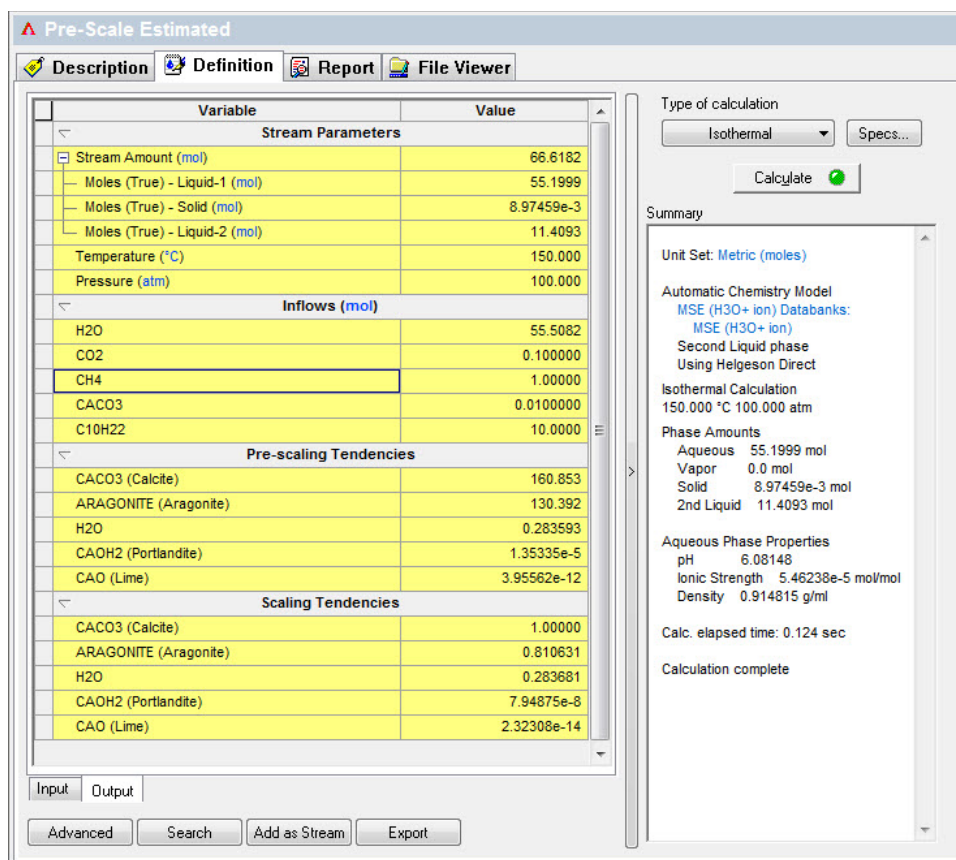 Pre-Scale Estimated
Description Definition Report File Viewer
Variable Value
Stream Parameters
Stream Amount (mol) 66.6182
Moles (True) - Liquid-1 (mol) 55.1999
Moles (True) - Solid (mol) 8.97459e-3
Moles (True) - Liquid-2 (mol) 11.4093
Temperature (°C) 150.000
Pressure (atm) 100.000
Inflows (mol)
H2O 55.5082
CO2 0.100000
CH4 1.00000
CACO3 0.0100000
C10H22 10.0000
Pre-scaling Tendencies
CACO3 (Calcite) 160.853
ARAGONITE (Aragonite) 130.392
H2O 0.283593
CAOH2 (Portlandite) 1.35335e-5
CAO (Lime) 3.95562e-12
Scaling Tendencies
CACO3 (Calcite) 1.00000
ARAGONITE (Aragonite) 0.810631
H2O 0.283681
CAOH2 (Portlandite) 7.94875e-8
CAO (Lime) 2.32308e-14
Input Output
Advanced Search Add as Stream Export
Type of calculation
Isothermal Specs...
Calculate
Summary
Unit Set: Metric (moles)
Automatic Chemistry Model
MSE (H3O+ ion) Databanks:
MSE (H3O+ ion)
Second Liquid phase
Using Helgeson Direct
Isothermal Calculation
150.000 °C 100.000 atm
Phase Amounts
Aqueous 55.1999 mol
Vapor 0.0 mol
Solid 8.97459e-3 mol
2nd Liquid 11.4093 mol
Aqueous Phase Properties
pH 6.08148
Ionic Strength 5.46238e-5 mol/mol
Density 0.914815 g/ml
Calc. elapsed time: 0.124 sec
Calculation complete